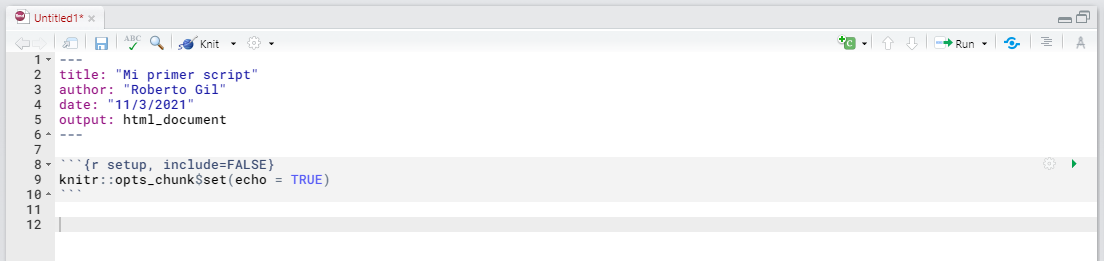 Untitled1*
ABC Knit Run
1 ---
2 title: "Mi primer script"
3 author: "Roberto Gil"
4 date: "11/3/2021"
5 output: html_document
6 ---
7
8 ```{r setup, include=FALSE}
9 knitr::opts_chunk$set(echo = TRUE)
10 ```
11
12